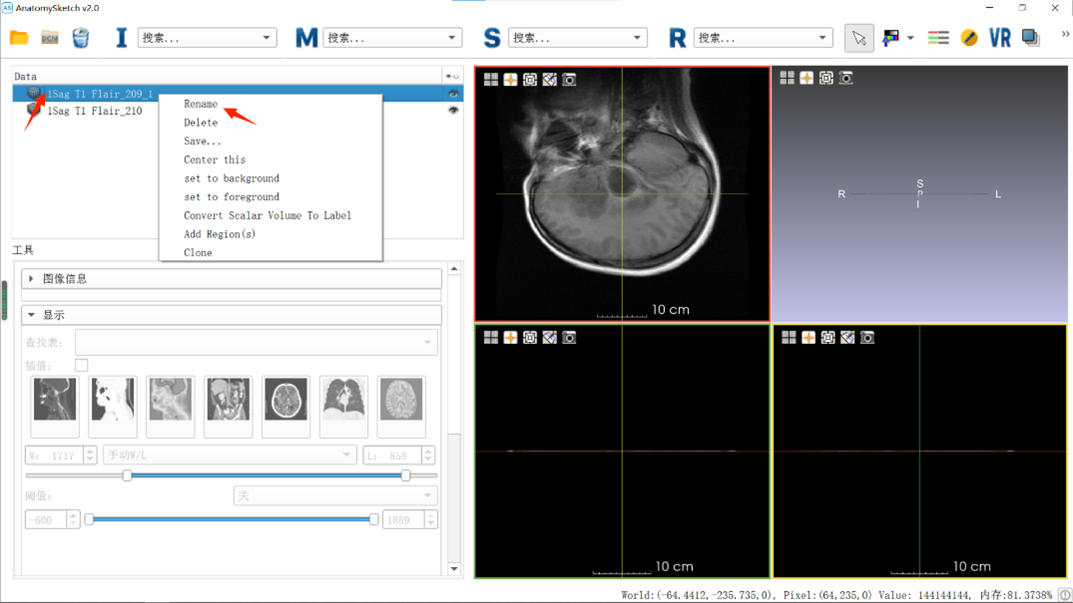 AnatomySketch v2.0
I 搜索... M 搜索... S 搜索... R 搜索... VR
Data
1Sag T1 Flair_209_1
1Sag T1 Flair_210
Rename
Delete
Save...
Center this
set to background
set to foreground
Convert Scalar Volume To Label
Add Region(s)
Clone
工具
图像信息
显示
查找表:
插值:
W: 1717 手动W/L L: 858
阈值: 关
-600 1889
10 cm
S
R P L
I
10 cm
10 cm
World:(-64.4412,-235.735,0), Pixel:(64,235,0) Value: 144144144, 内存:81.3738%